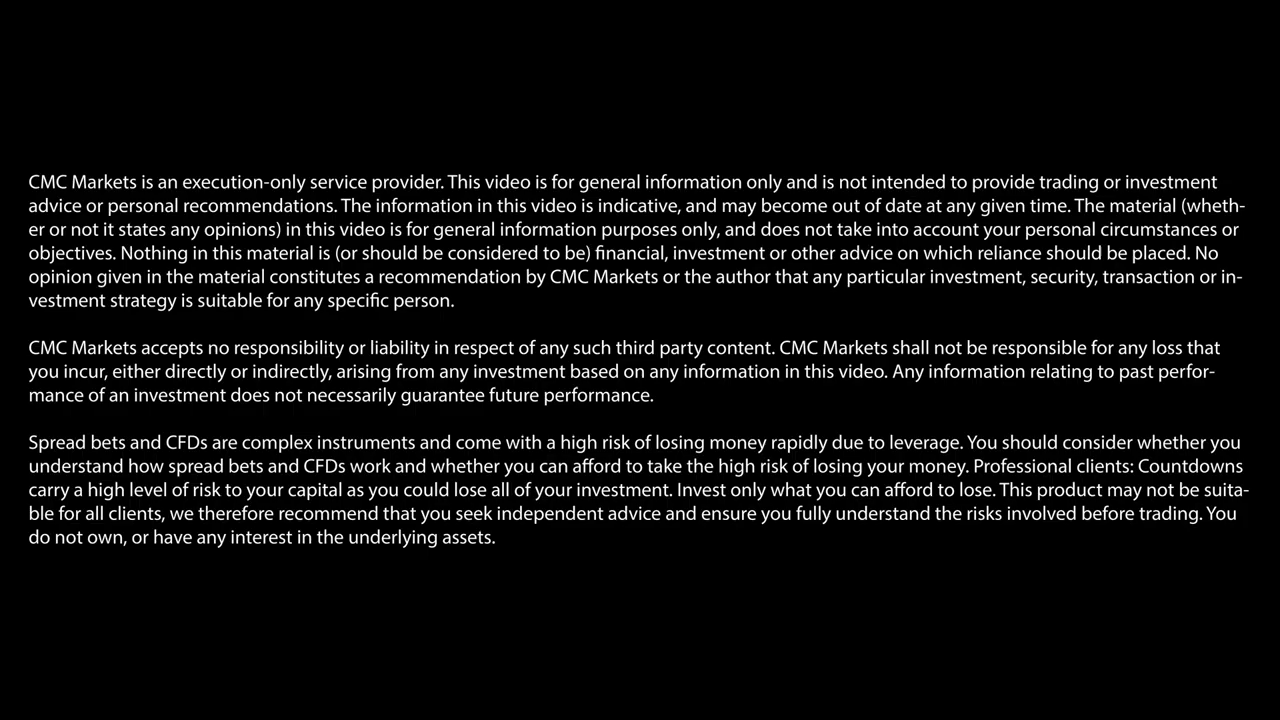 CMC Markets is an execution-only service provider. This video is for general information only and is not intended to provide trading or investment
advice or personal recommendations. The information in this video is indicative, and may become out of date at any given time. The material (wheth-
er or not it states any opinions) in this video is for general information purposes only, and does not take into account your personal circumstances or
objectives. Nothing in this material is (or should be considered to be) financial, investment or other advice on which reliance should be placed. No
opinion given in the material constitutes a recommendation by CMC Markets or the author that any particular investment, security, transaction or in-
vestment strategy is suitable for any specific person.
CMC Markets accepts no responsibility or liability in respect of any such third party content. CMC Markets shall not be responsible for any loss that
you incur, either directly or indirectly, arising from any investment based on any information in this video. Any information relating to past perfor-
mance of an investment does not necessarily guarantee future performance.
Spread bets and CFDs are complex instruments and come with a high risk of losing money rapidly due to leverage. You should consider whether you
understand how spread bets and CFDs work and whether you can afford to take the high risk of losing your money. Professional clients: Countdowns
carry a high level of risk to your capital as you could lose all of your investment. Invest only what you can afford to lose. This product may not be suita-
ble for all clients, we therefore recommend that you seek independent advice and ensure you fully understand the risks involved before trading. You
do not own, or have any interest in the underlying assets.